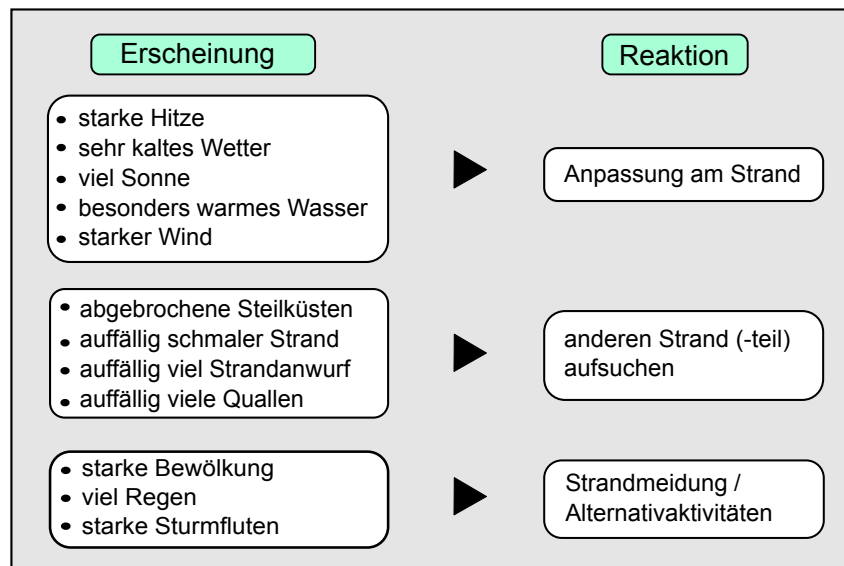 Erscheinung
Reaktion
• starke Hitze
• sehr kaltes Wetter
• viel Sonne
• besonders warmes Wasser
• starker Wind
Anpassung am Strand
• abgebrochene Steilküsten
• auffällig schmaler Strand
• auffällig viel Strandanwurf
• auffällig viele Quallen
anderen Strand (-teil)
aufsuchen
• starke Bewölkung
• viel Regen
• starke Sturmfluten
Strandmeidung /
Alternativaktivitäten